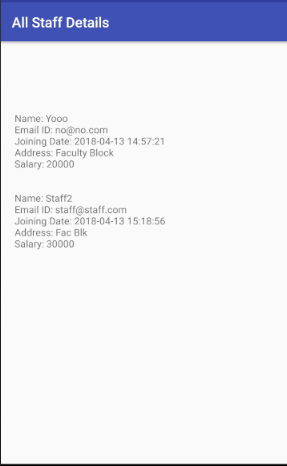 All Staff Details
Name: Yooo
Email ID: no@no.com
Joining Date: 2018-04-13 14:57:21
Address: Faculty Block
Salary: 20000
Name: Staff2
Email ID: staff@staff.com
Joining Date: 2018-04-13 15:18:56
Address: Fac Blk
Salary: 30000